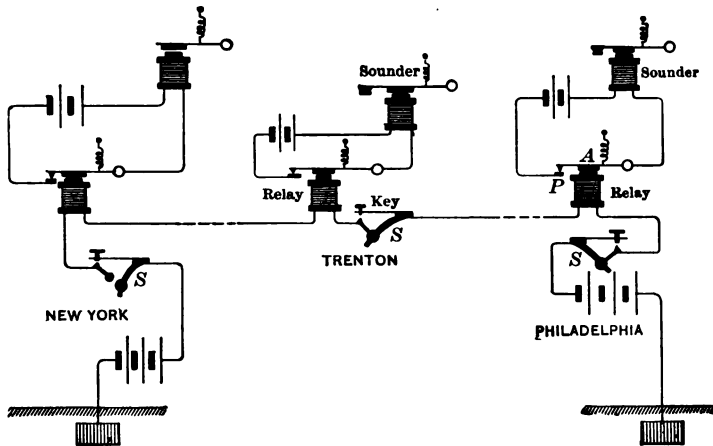 Sounder
Sounder
A
P
Relay
Relay
Key
S
TRENTON
S
S
NEW YORK
PHILADELPHIA